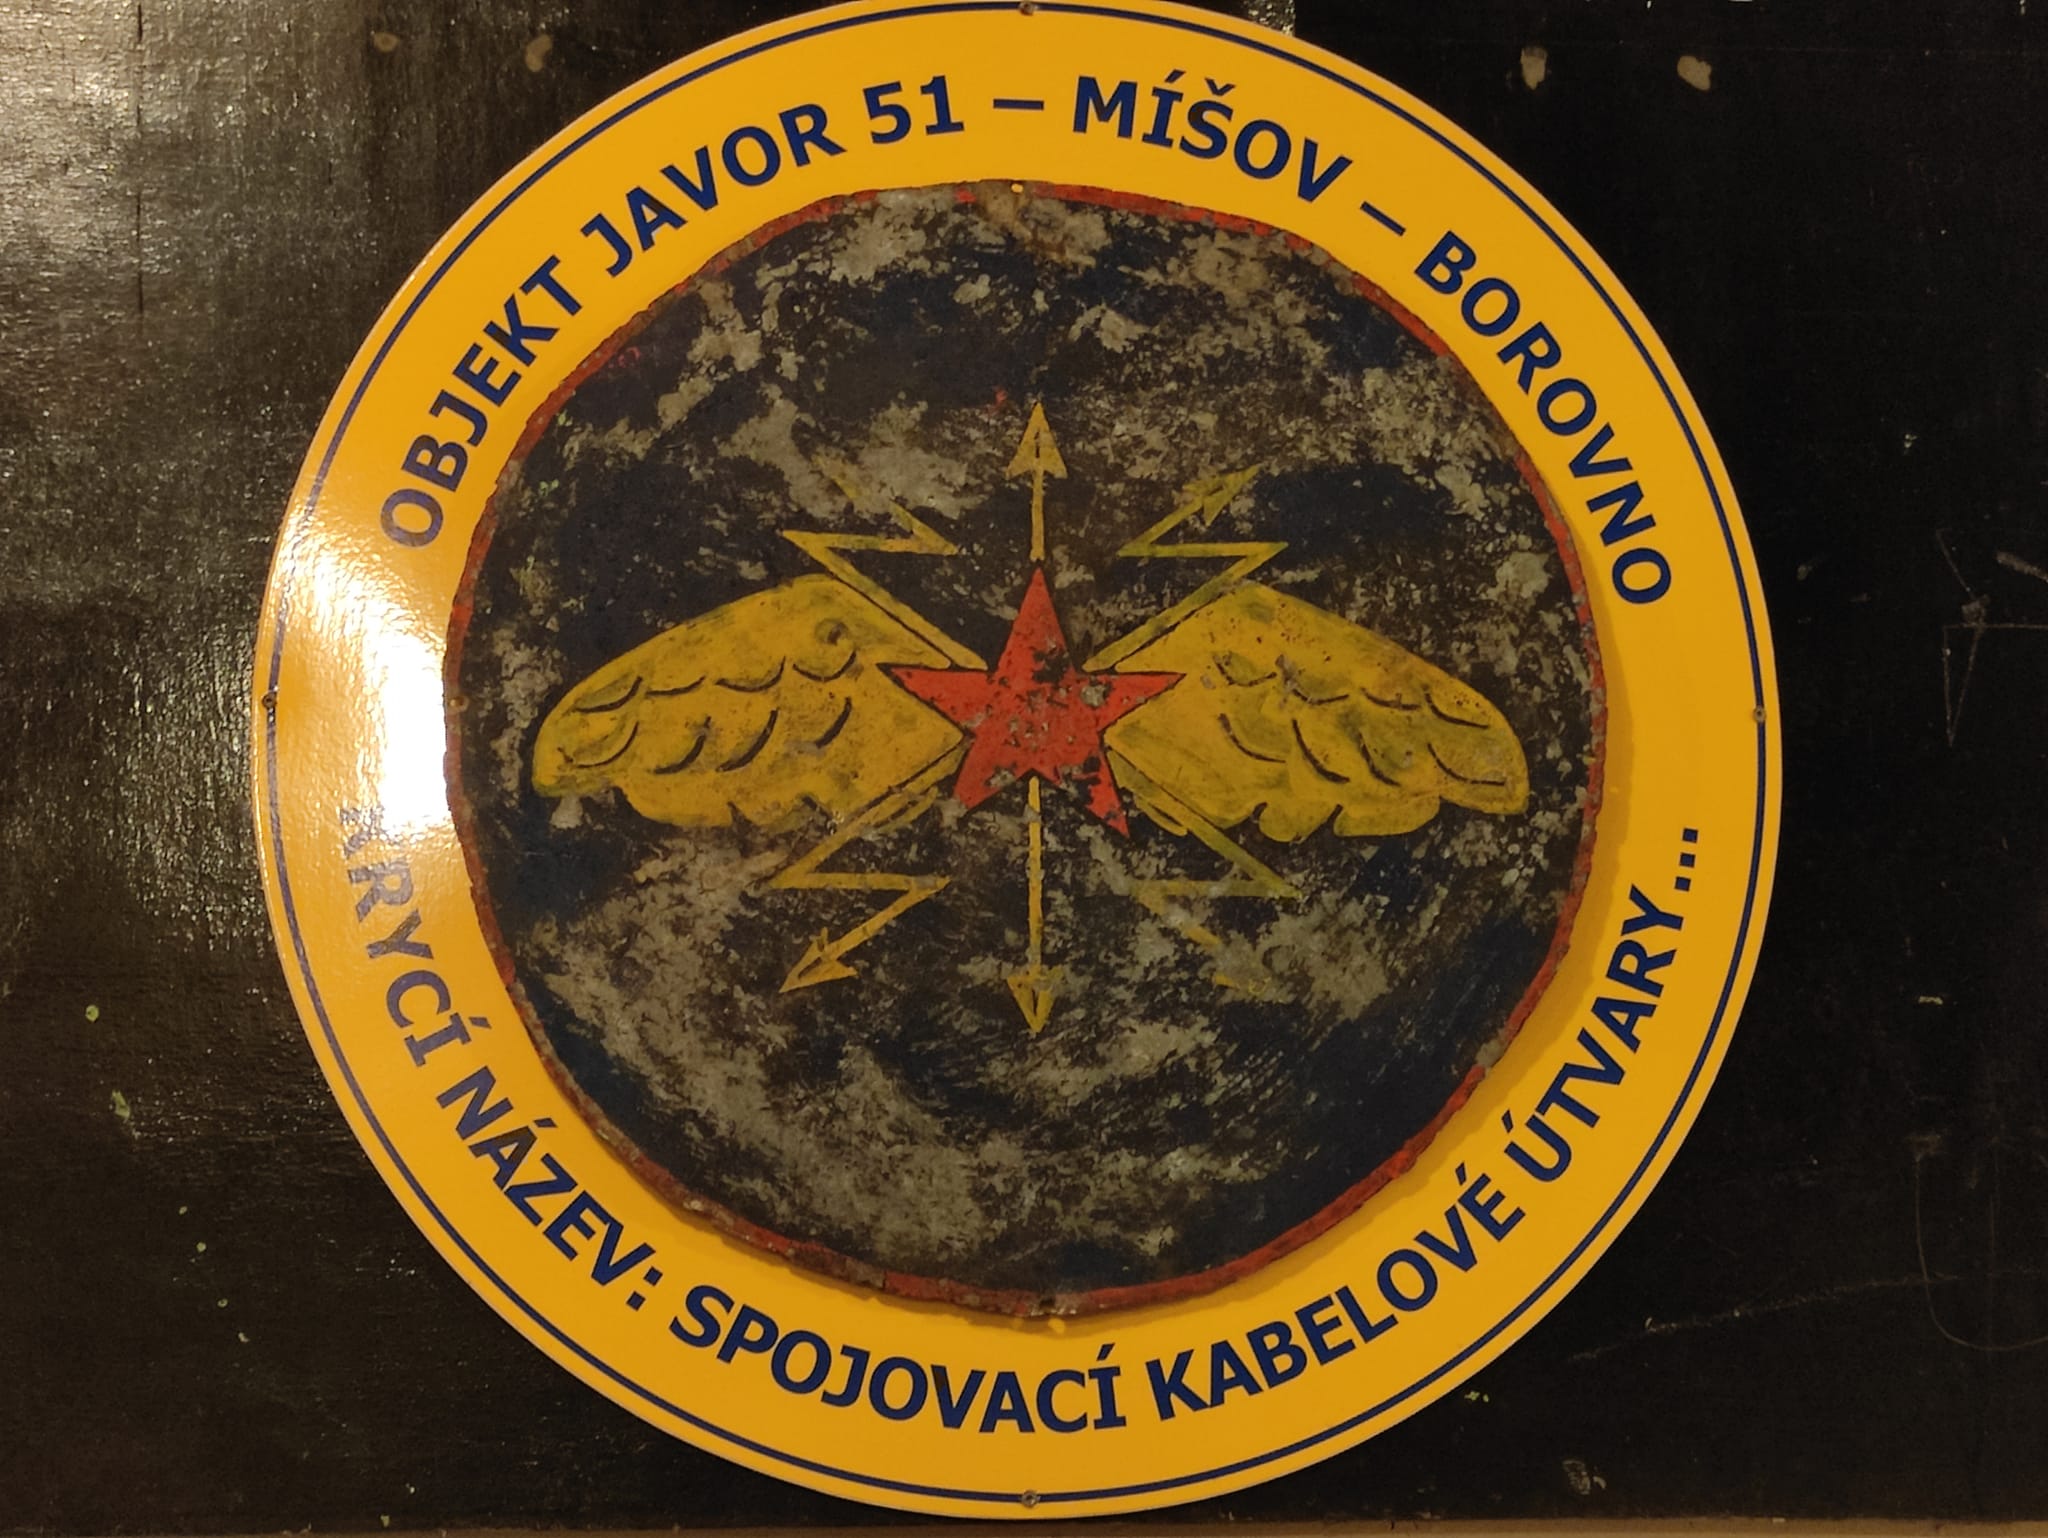 OBJEKT JAVOR 51 – MÍŠOV – BOROVNO
KRYCÍ NÁZEV: SPOJOVACÍ KABELOVÉ ÚTVARY...